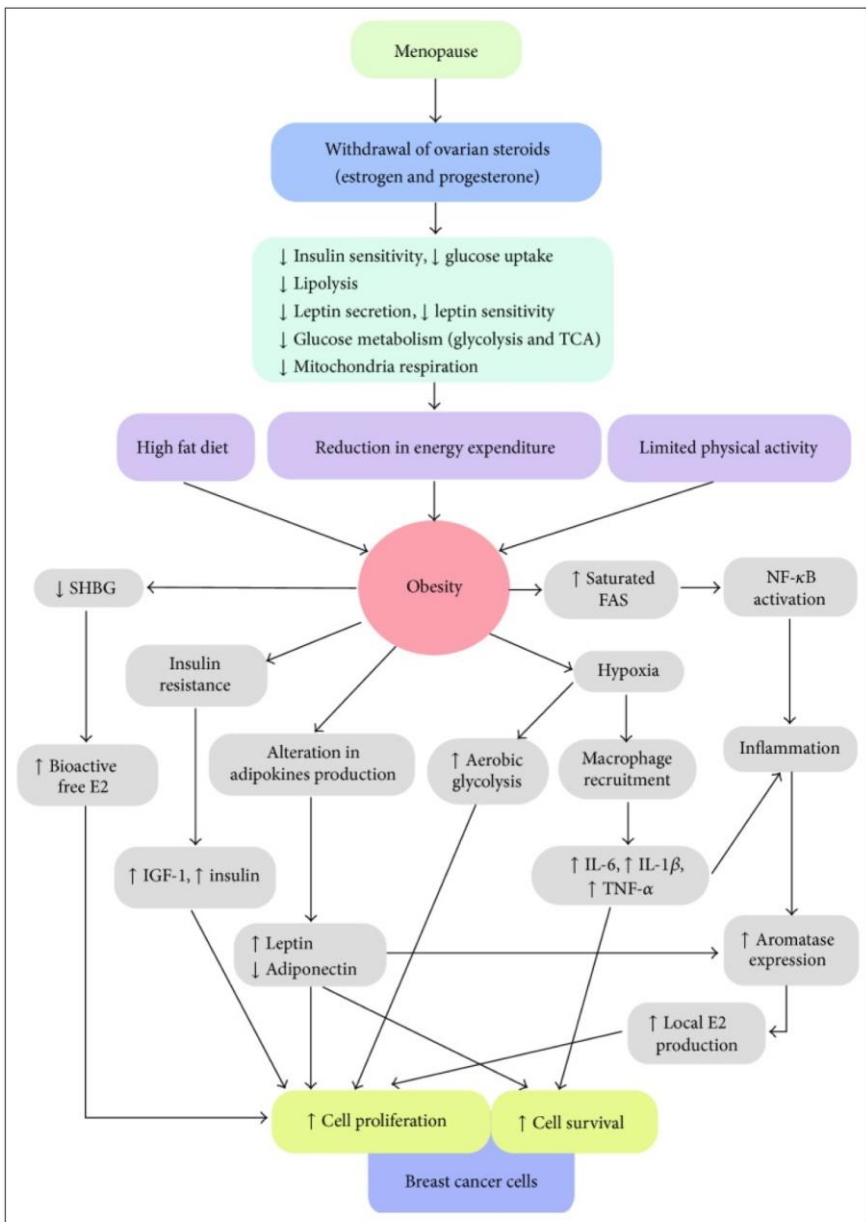 Menopause
Withdrawal of ovarian steroids
(estrogen and progesterone)
↓ Insulin sensitivity, ↓ glucose uptake
↓ Lipolysis
↓ Leptin secretion, ↓ leptin sensitivity
↓ Glucose metabolism (glycolysis and TCA)
↓ Mitochondria respiration
High fat diet
Reduction in energy expenditure
Limited physical activity
Obesity
↓ SHBG
↑ Saturated
FAS
NF-κB
activation
Insulin
resistance
Hypoxia
Alteration in
adipokines production
↑ Aerobic
glycolysis
Macrophage
recruitment
Inflammation
↑ Bioactive
free E2
↑ IGF-1, ↑ insulin
↑ IL-6, ↑ IL-1β,
↑ TNF-α
↑ Leptin
↓ Adiponectin
↑ Aromatase
expression
↑ Local E2
production
↑ Cell proliferation
↑ Cell survival
Breast cancer cells